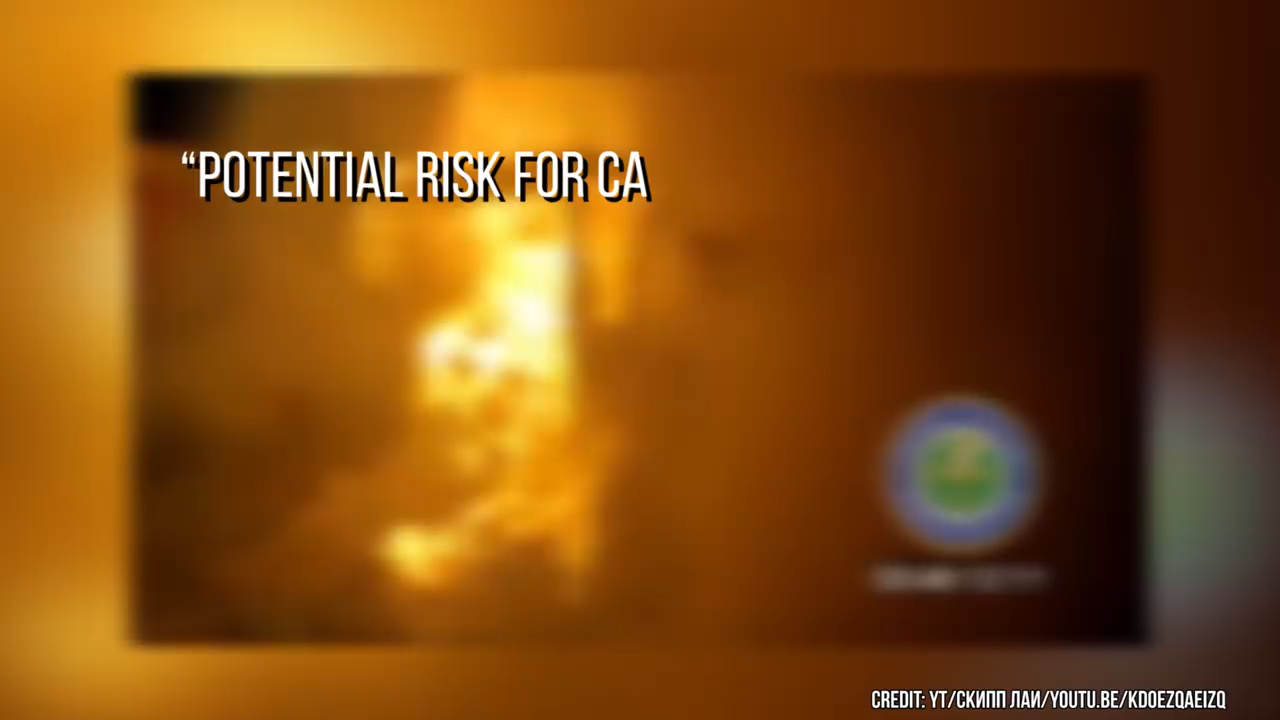 “POTENTIAL RISK FOR CA
CREDIT: YT/СКИПП ЛАИ/YOUTU.BE/KDOEZQAEIZQ